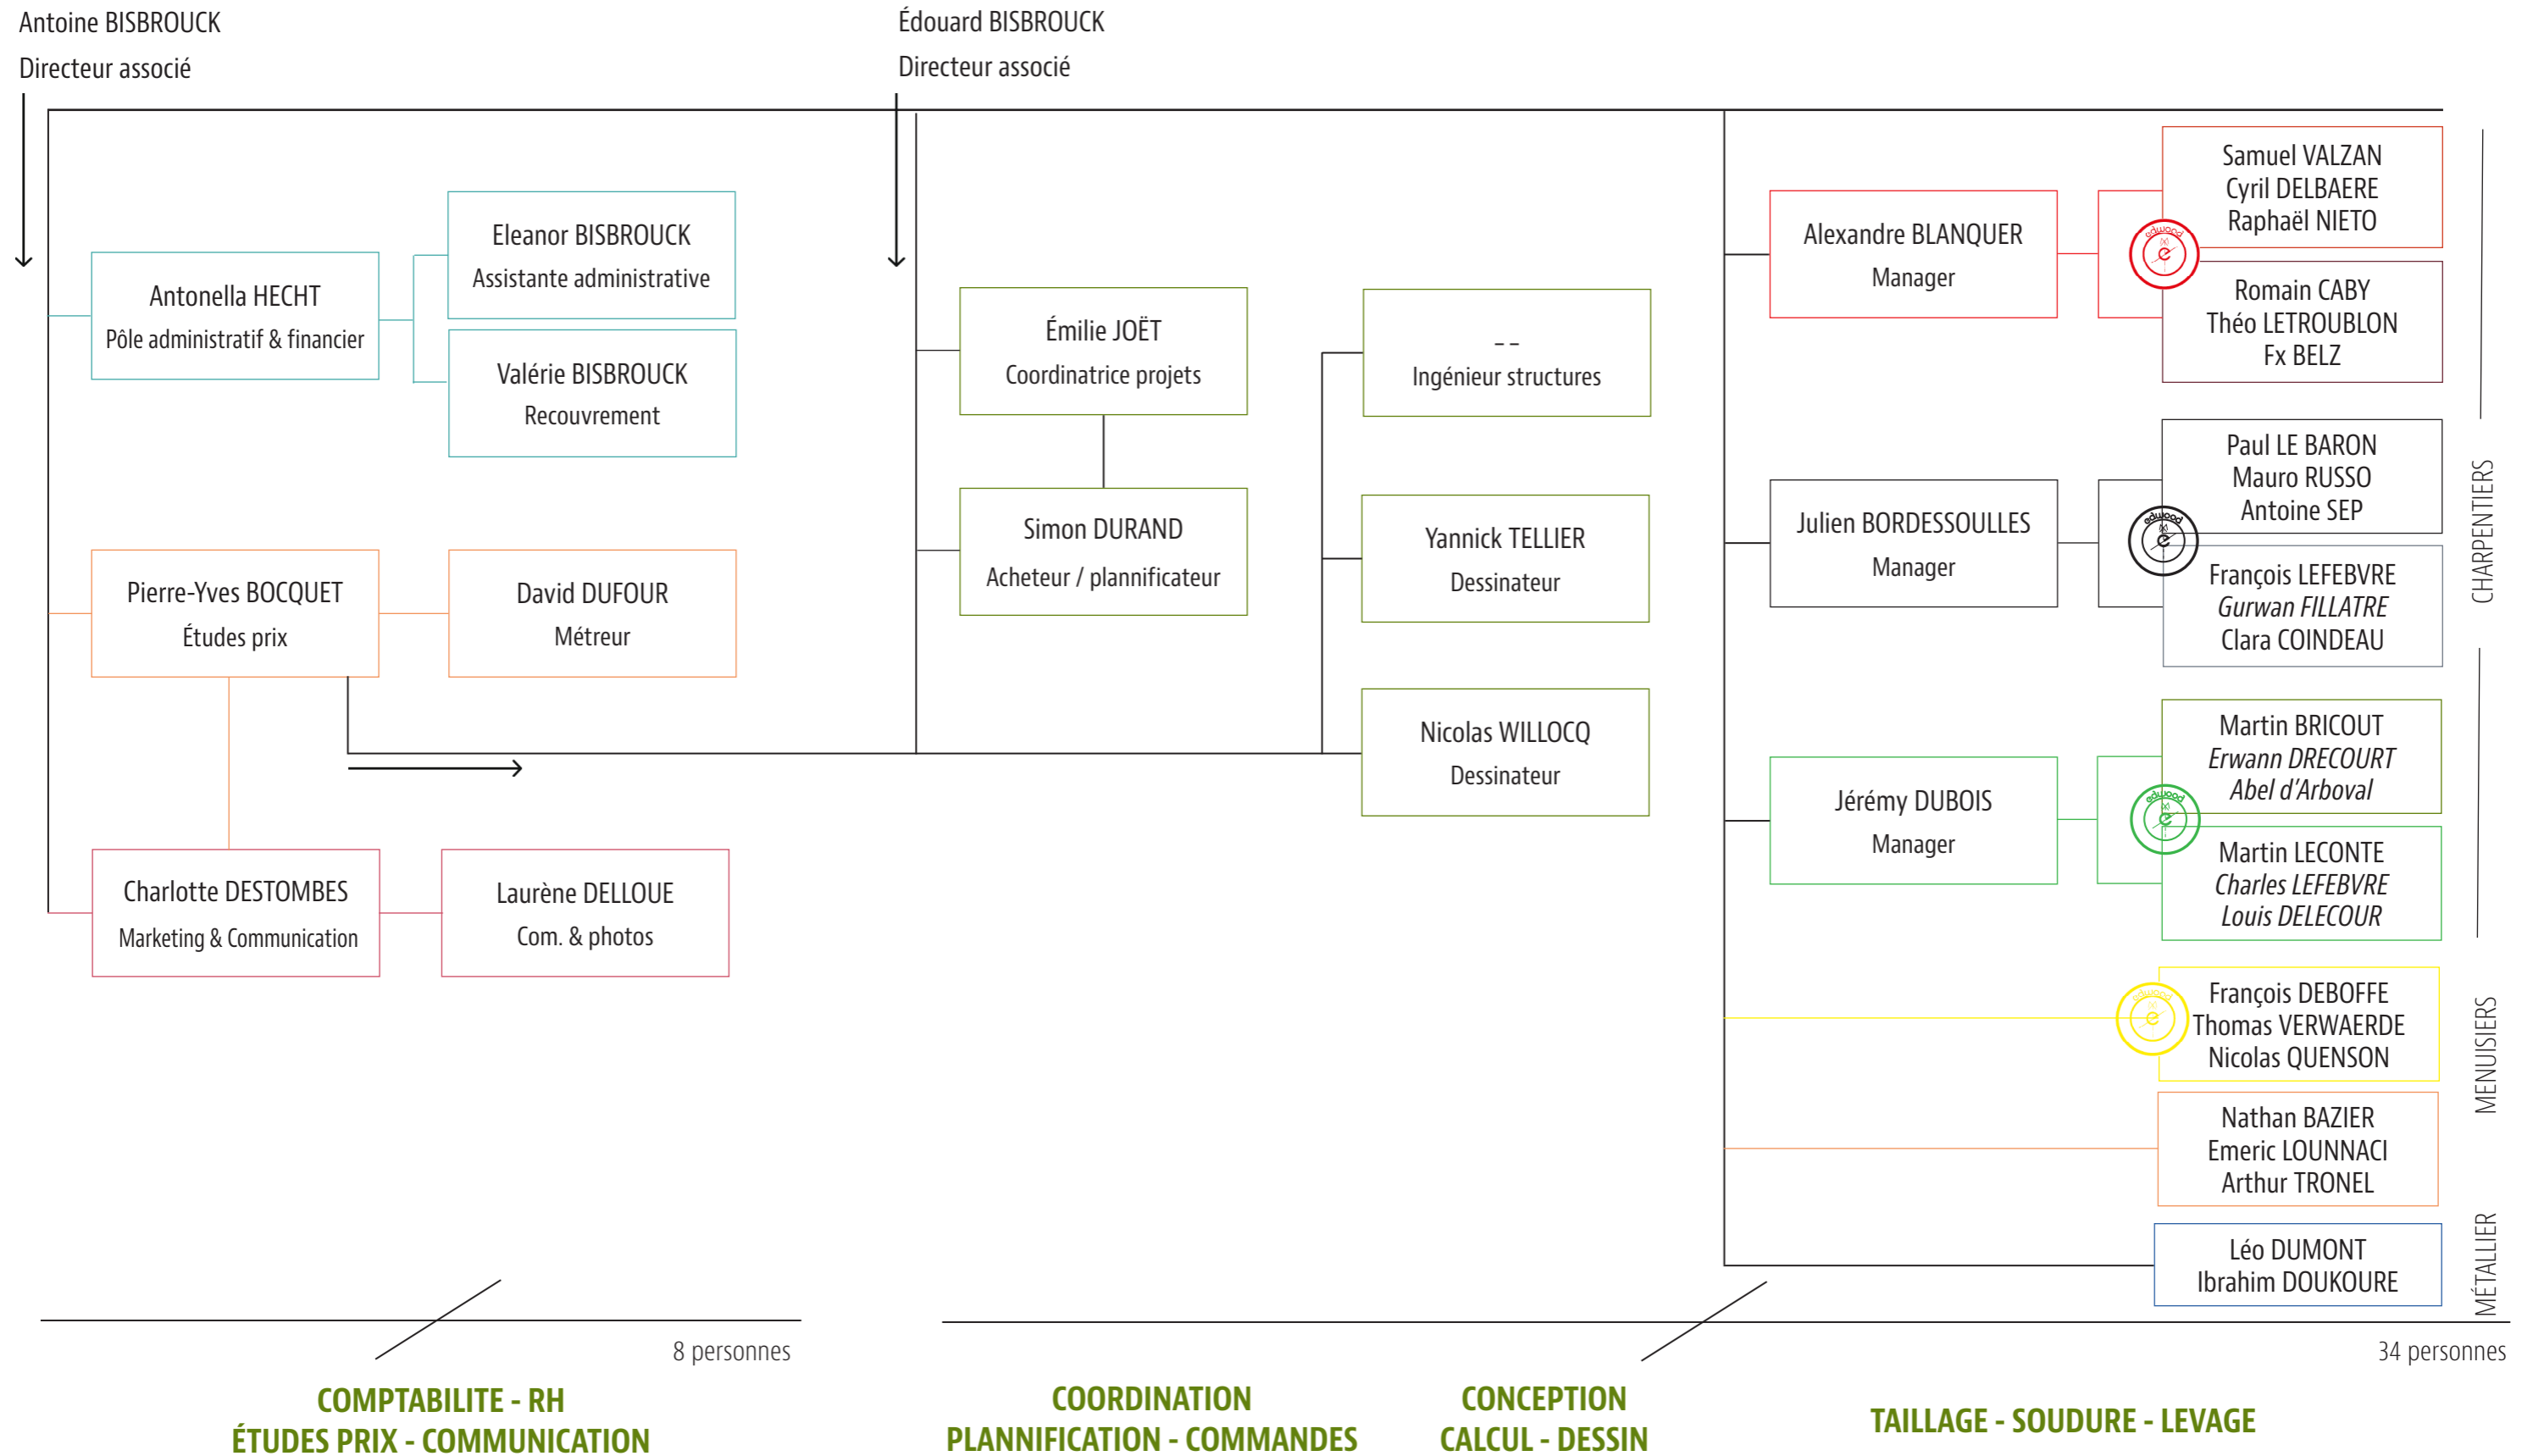 Antoine BISBROUCK
Directeur associé
Édouard BISBROUCK
Directeur associé
Antonella HECHT
Pôle administratif & financier
Eleanor BISBROUCK
Assistante administrative
Valérie BISBROUCK
Recouvrement
Pierre-Yves BOCQUET
Études prix
David DUFOUR
Métreur
Charlotte DESTOMBES
Marketing & Communication
Laurène DELLOUE
Com. & photos
Émilie JOËT
Coordinatrice projets
Simon DURAND
Acheteur / plannificateur
_ _
Ingénieur structures
Yannick TELLIER
Dessinateur
Nicolas WILLOCQ
Dessinateur
Alexandre BLANQUER
Manager
edwood
e
Samuel VALZAN
Cyril DELBAERE
Raphaël NIETO
Romain CABY
Théo LETROUBLON
Fx BELZ
Julien BORDESSOULLES
Manager
edwood
e
Paul LE BARON
Mauro RUSSO
Antoine SEP
François LEFEBVRE
Gurwan FILLATRE
Clara COINDEAU
CHARPENTIERS
Jérémy DUBOIS
Manager
edwood
e
Martin BRICOUT
Erwann DRECOURT
Abel d'Arboval
Martin LECONTE
Charles LEFEBVRE
Louis DELECOUR
edwood
e
François DEBOFFE
Thomas VERWAERDE
Nicolas QUENSON
Nathan BAZIER
Emeric LOUNNACI
Arthur TRONEL
MENUISIERS
Léo DUMONT
Ibrahim DOUKOURE
MÉTALLIER
8 personnes
34 personnes
COMPTABILITE - RH
ÉTUDES PRIX - COMMUNICATION
COORDINATION
PLANNIFICATION - COMMANDES
CONCEPTION
CALCUL - DESSIN
TAILLAGE - SOUDURE - LEVAGE